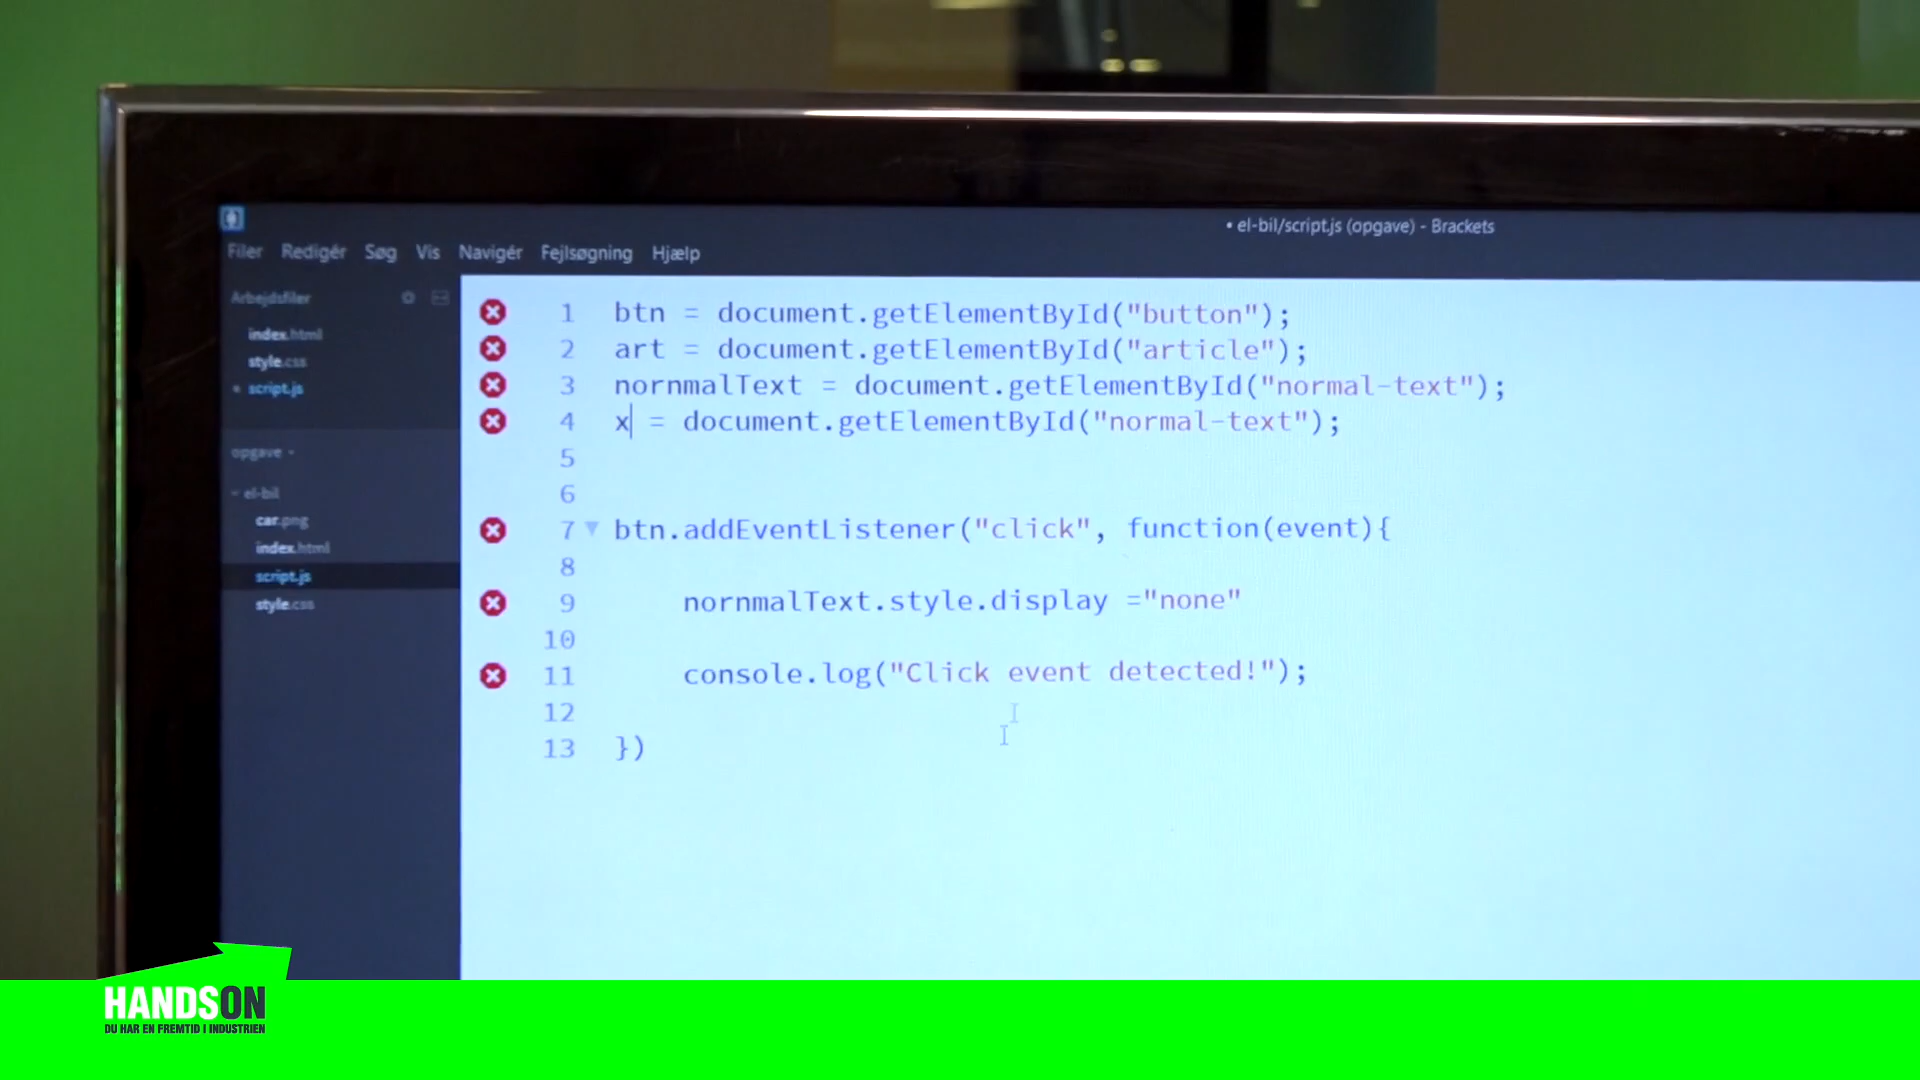 • el-bil/script.js (opgave) - Brackets
Filer Redigér Søg Vis Navigér Fejlsøgning Hjælp
Arbejdsfiler
index.html
style.css
script.js
opgave
el-bil
car.png
index.html
script.js
style.css
1 btn = document.getElementById("button");
2 art = document.getElementById("article");
3 nornmalText = document.getElementById("normal-text");
4 x = document.getElementById("normal-text");
5
6
7 btn.addEventListener("click", function(event){
8
9 nornmalText.style.display ="none"
10
11 console.log("Click event detected!");
12
13 })
HANDSON
DU HAR EN FREMTID I INDUSTRIEN